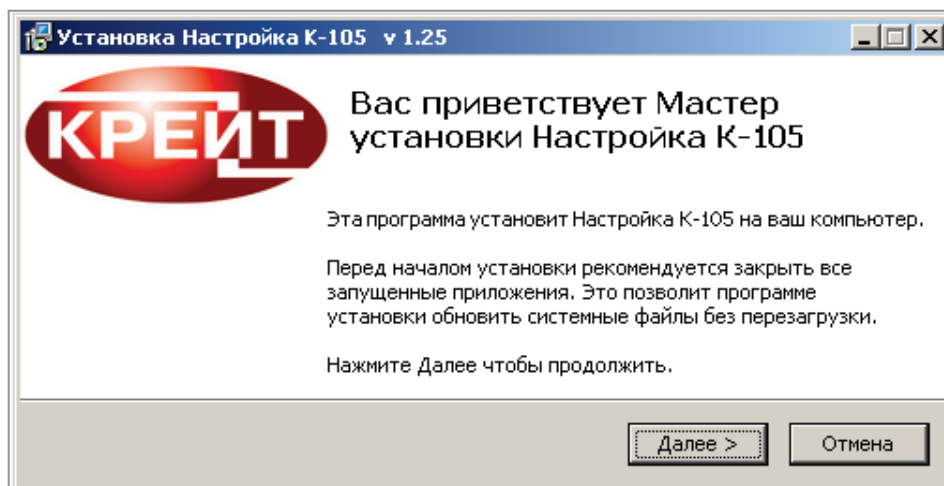 Установка Настройка К-105 v 1.25
КРЕЙТ
Вас приветствует Мастер
установки Настройка К-105
Эта программа установит Настройка К-105 на ваш компьютер.
Перед началом установки рекомендуется закрыть все
запущенные приложения. Это позволит программе
установки обновить системные файлы без перезагрузки.
Нажмите Далее чтобы продолжить.
Далее >
Отмена